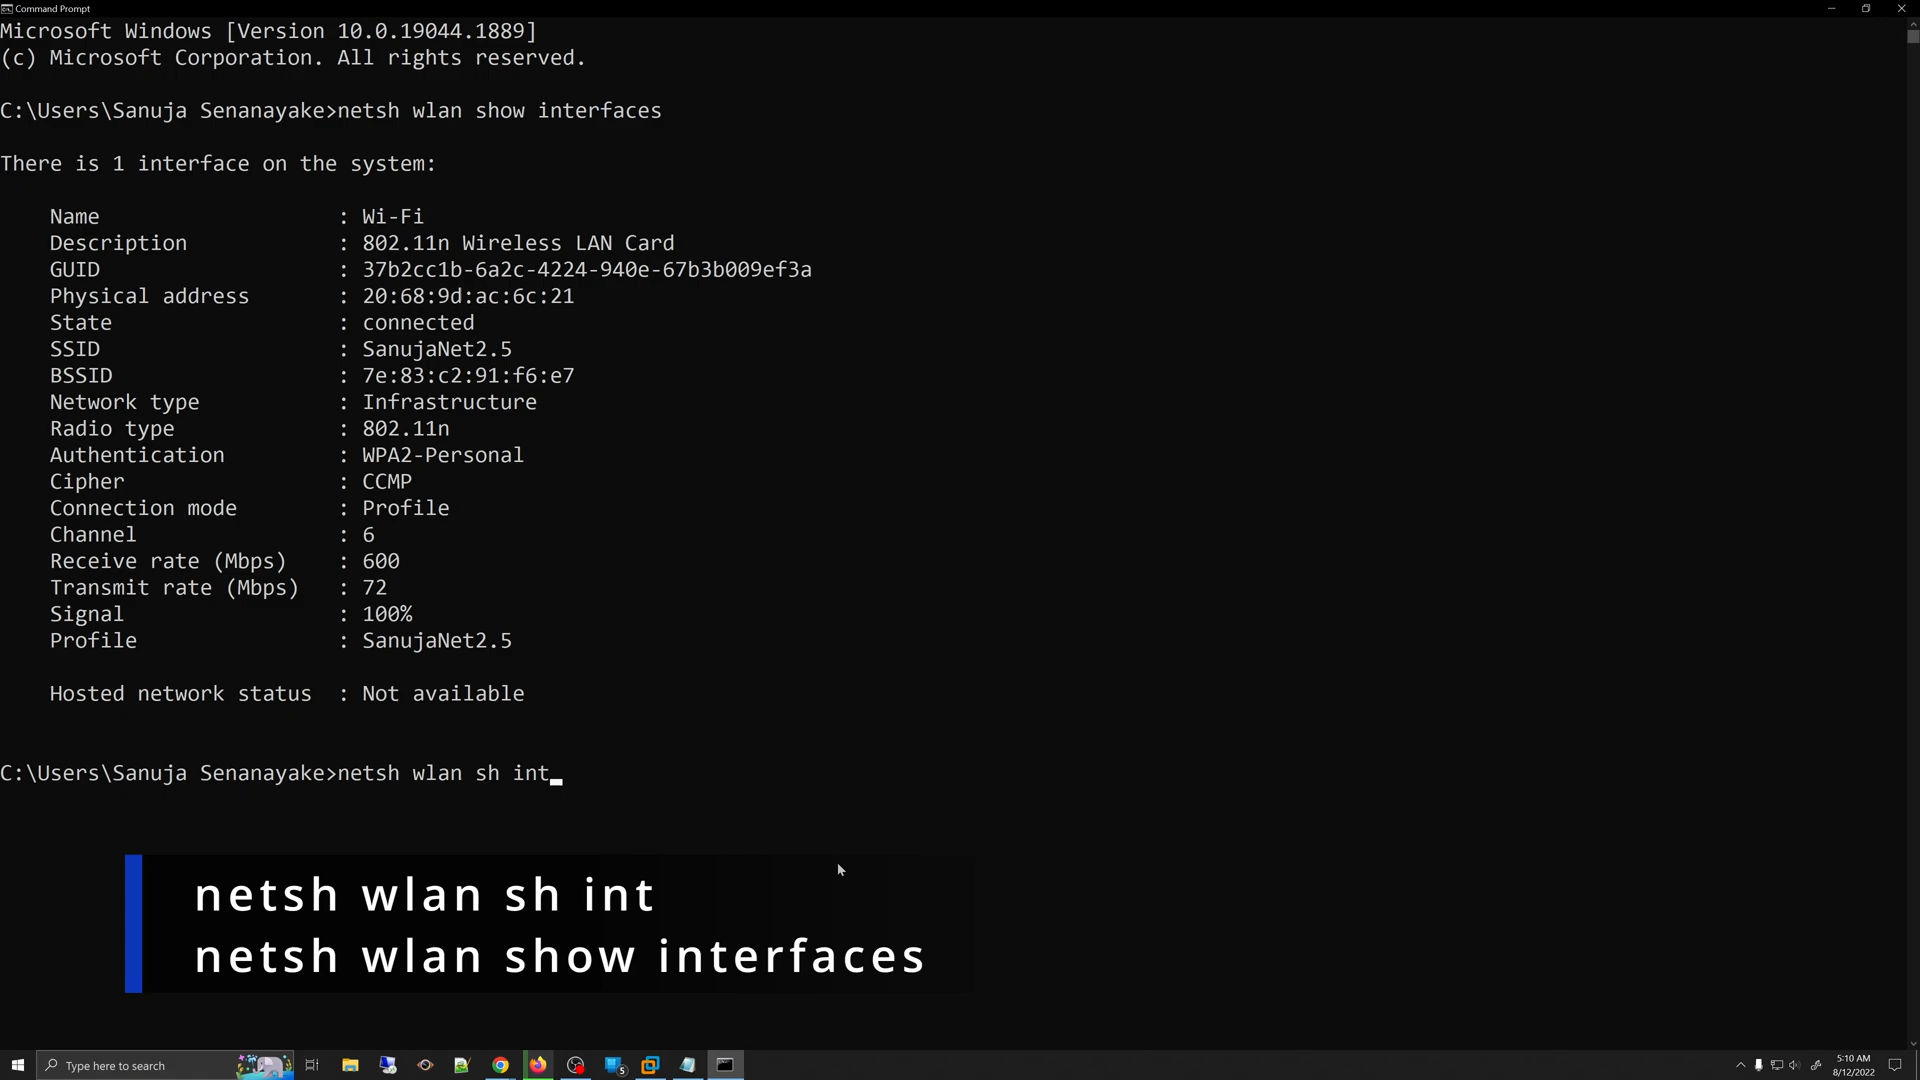 Command Prompt
Microsoft Windows [Version 10.0.19044.1889]
(c) Microsoft Corporation. All rights reserved.
C:\Users\Sanuja Senanayake>netsh wlan show interfaces
There is 1 interface on the system:
Name : Wi-Fi
Description : 802.11n Wireless LAN Card
GUID : 37b2cc1b-6a2c-4224-940e-67b3b009ef3a
Physical address : 20:68:9d:ac:6c:21
State : connected
SSID : SanujaNet2.5
BSSID : 7e:83:c2:91:f6:e7
Network type : Infrastructure
Radio type : 802.11n
Authentication : WPA2-Personal
Cipher : CCMP
Connection mode : Profile
Channel : 6
Receive rate (Mbps) : 600
Transmit rate (Mbps) : 72
Signal : 100%
Profile : SanujaNet2.5
Hosted network status : Not available
C:\Users\Sanuja Senanayake>netsh wlan sh int_
netsh wlan sh int
netsh wlan show interfaces
Type here to search
5
5:10 AM
8/12/2022